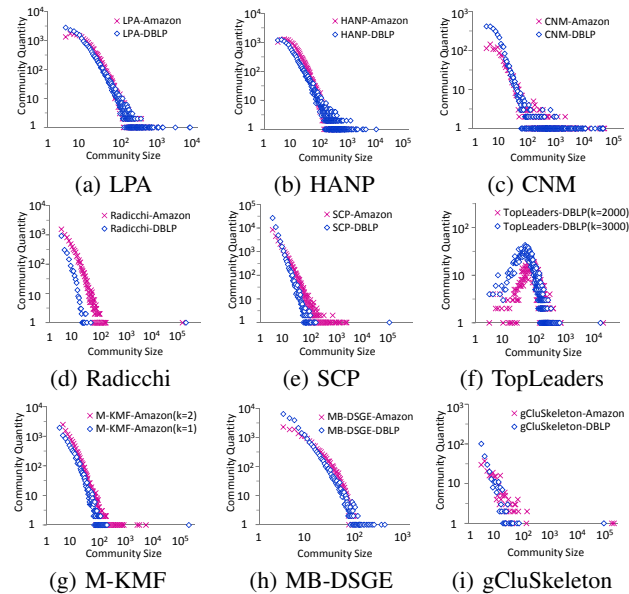 Community Quantity
10⁴
10³
10²
10
1
LPA-Amazon
LPA-DBLP
1 10 10² 10³ 10⁴
Community Size
(a) LPA
Community Quantity
10⁴
10³
10²
10
1
HANP-Amazon
HANP-DBLP
1 10 10² 10³ 10⁴ 10⁵
Community Size
(b) HANP
Community Quantity
10³
10²
10
1
CNM-Amazon
CNM-DBLP
1 10 10² 10³ 10⁴ 10⁵
Community Size
(c) CNM
Community Quantity
10⁴
10³
10²
10
1
Radicchi-Amazon
Radicchi-DBLP
1 10 10² 10³ 10⁴ 10⁵
Community Size
(d) Radicchi
Community Quantity
10⁵
10⁴
10³
10²
10
1
SCP-Amazon
SCP-DBLP
1 10 10² 10³ 10⁴ 10⁵
Community Size
(e) SCP
Community Quantity
10²
10
1
TopLeaders-DBLP(k=2000)
TopLeaders-DBLP(k=3000)
1 10 10² 10³ 10⁴
Community Size
(f) TopLeaders
Community Quantity
10⁴
10³
10²
10
1
M-KMF-Amazon(k=2)
M-KMF-Amazon(k=1)
1 10 10² 10³ 10⁴ 10⁵
Community Size
(g) M-KMF
Community Quantity
10⁴
10³
10²
10
1
MB-DSGE-Amazon
MB-DSGE-DBLP
1 10 10² 10³
Community Size
(h) MB-DSGE
Community Quantity
10³
10²
10
1
gCluSkeleton-Amazon
gCluSkeleton-DBLP
1 10 10² 10³ 10⁴ 10⁵
Community Size
(i) gCluSkeleton